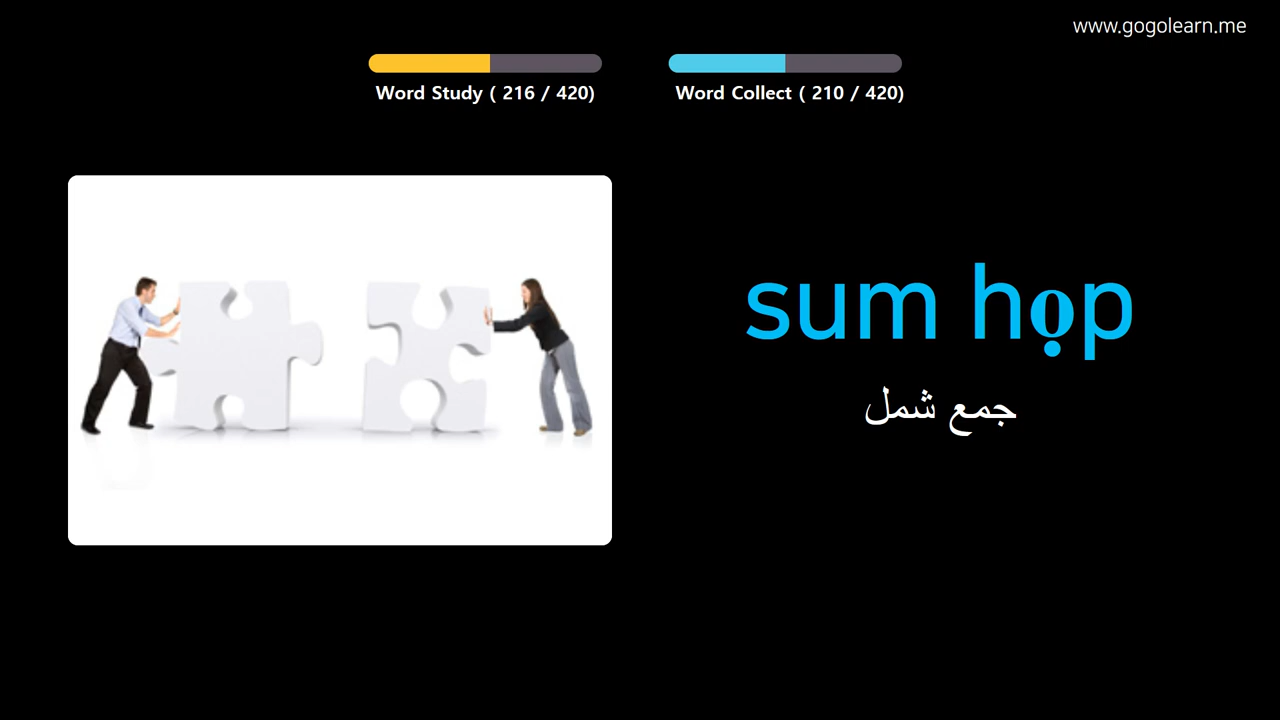 www.gogolearn.me
Word Study ( 216 / 420)
Word Collect ( 210 / 420)
sum họp
جمع شمل